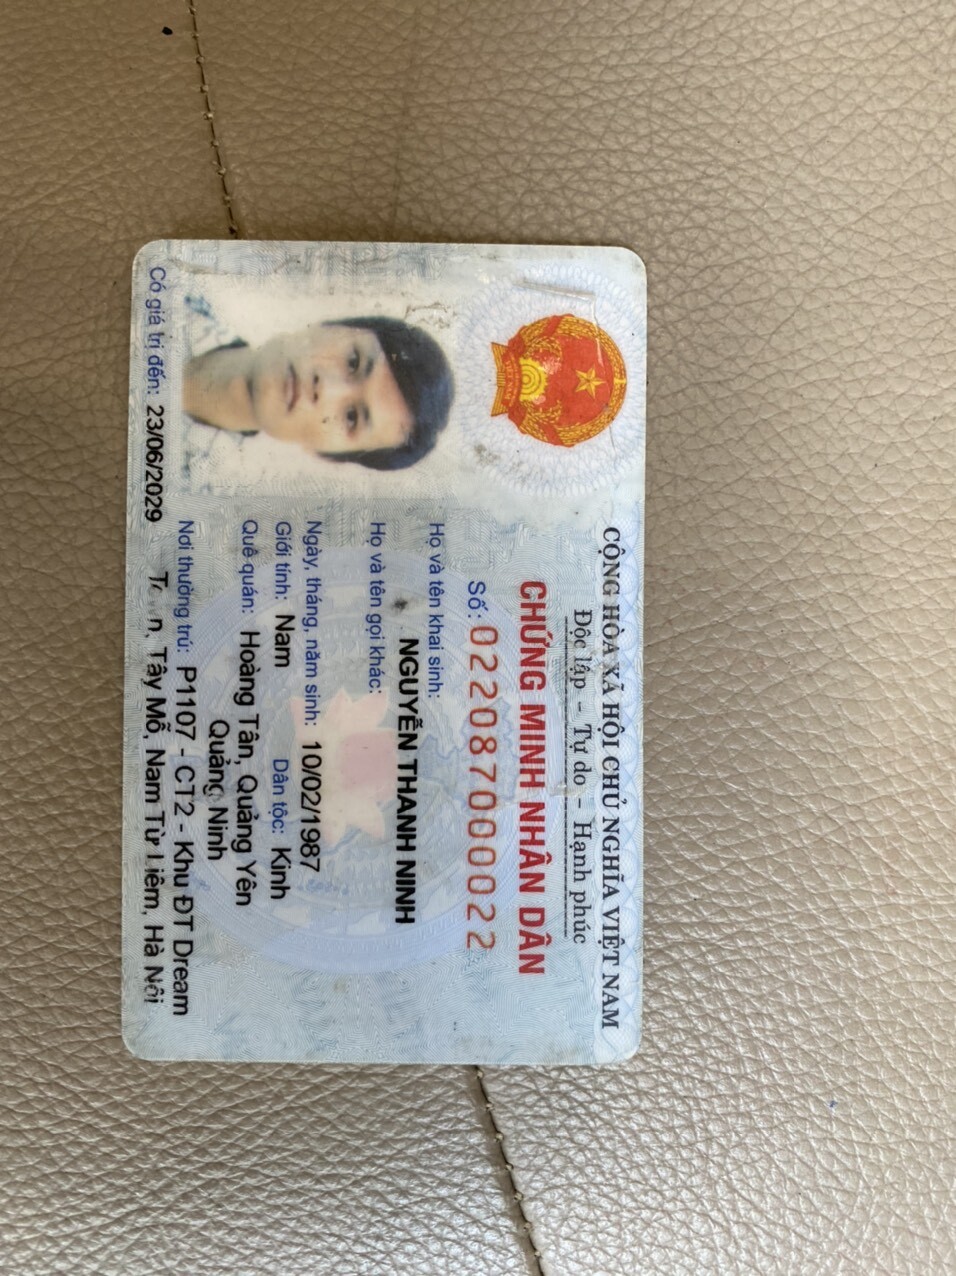 CỘNG HÒA XÃ HỘI CHỦ NGHĨA VIỆT NAM
Độc lập - Tự do - Hạnh phúc
CHỨNG MINH NHÂN DÂN
Số: 022087000022
Họ và tên khai sinh:
NGUYỄN THANH NINH
Họ và tên gọi khác:
Ngày, tháng, năm sinh: 10/02/1987
Giới tính: Nam Dân tộc: Kinh
Quê quán: Hoàng Tân, Quảng Yên
Quảng Ninh
Nơi thường trú: P1107 - CT2 - Khu ĐT Dream
Tây Mỗ, Nam Từ Liêm, Hà Nội
Có giá trị đến: 23/06/2029